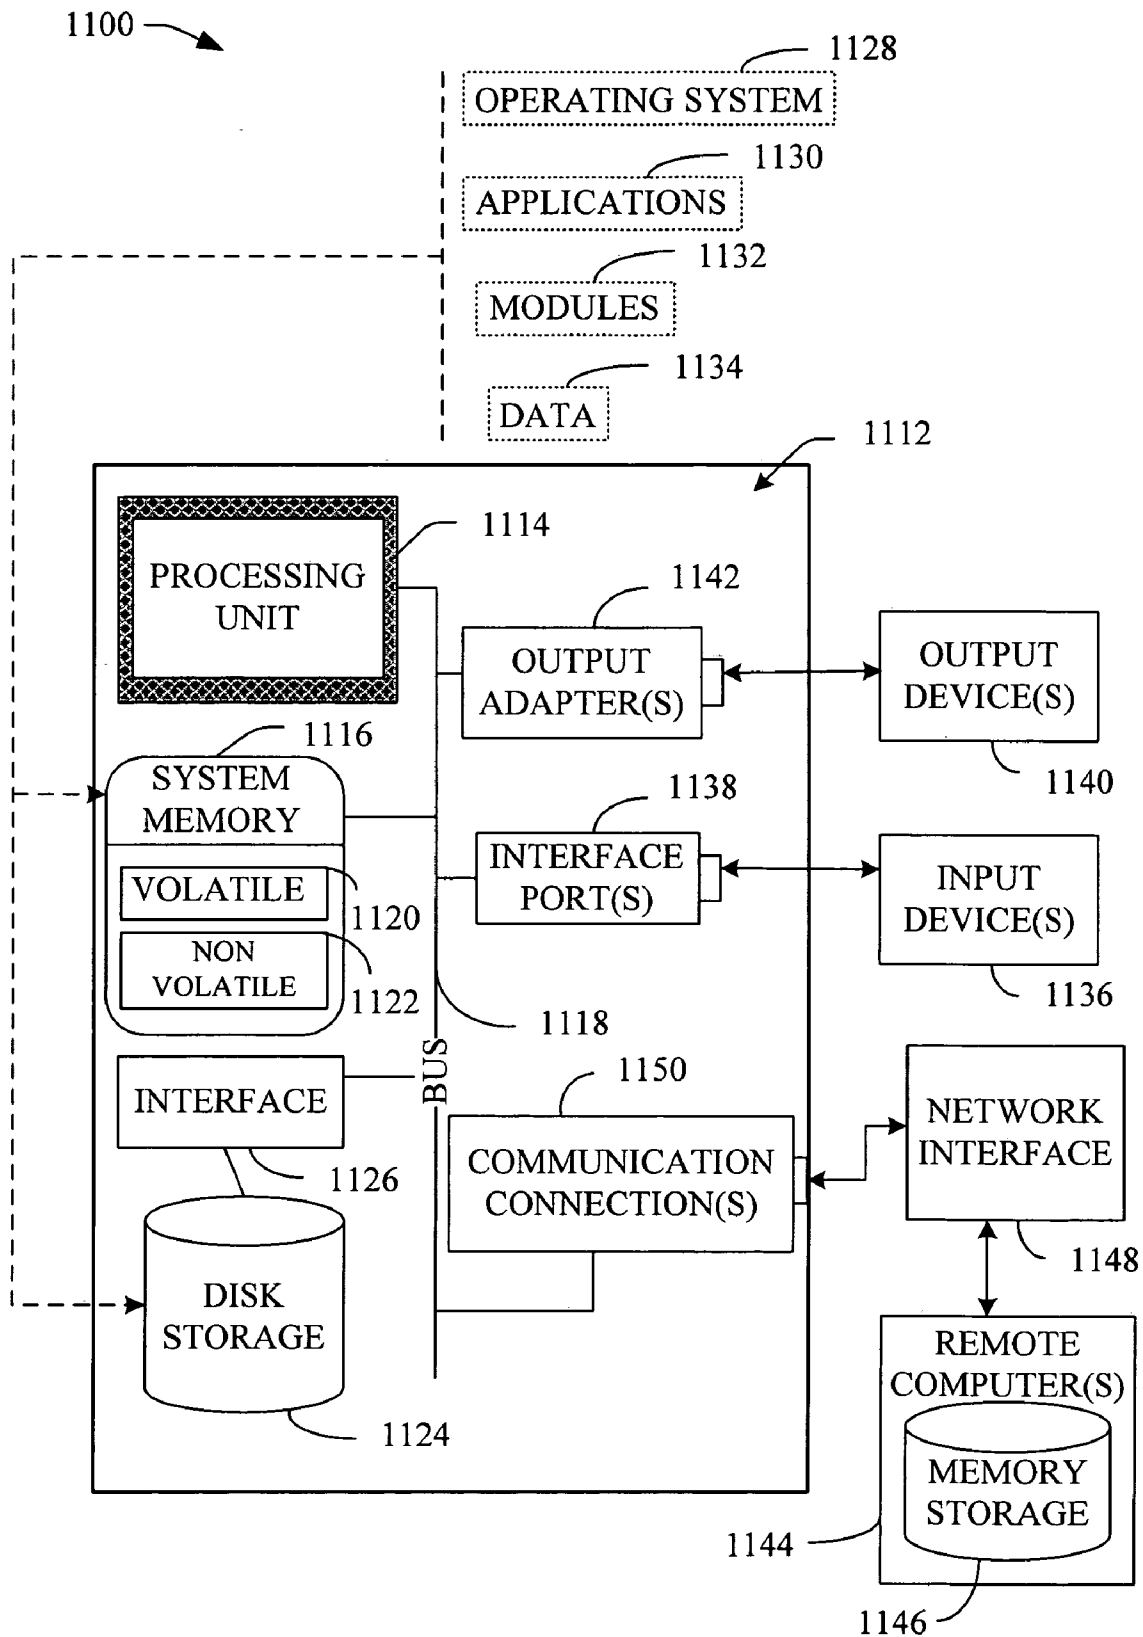 1100
1128
OPERATING SYSTEM
1130
APPLICATIONS
1132
MODULES
1134
DATA
1112
1114
PROCESSING
UNIT
1142
OUTPUT
ADAPTER(S)
OUTPUT
DEVICE(S)
1140
1116
SYSTEM
MEMORY
VOLATILE
1120
NON
VOLATILE
1122
1138
INTERFACE
PORT(S)
INPUT
DEVICE(S)
1136
1118
BUS
INTERFACE
1126
1150
COMMUNICATION
CONNECTION(S)
NETWORK
INTERFACE
1148
DISK
STORAGE
1124
REMOTE
COMPUTER(S)
MEMORY
STORAGE
1144
1146